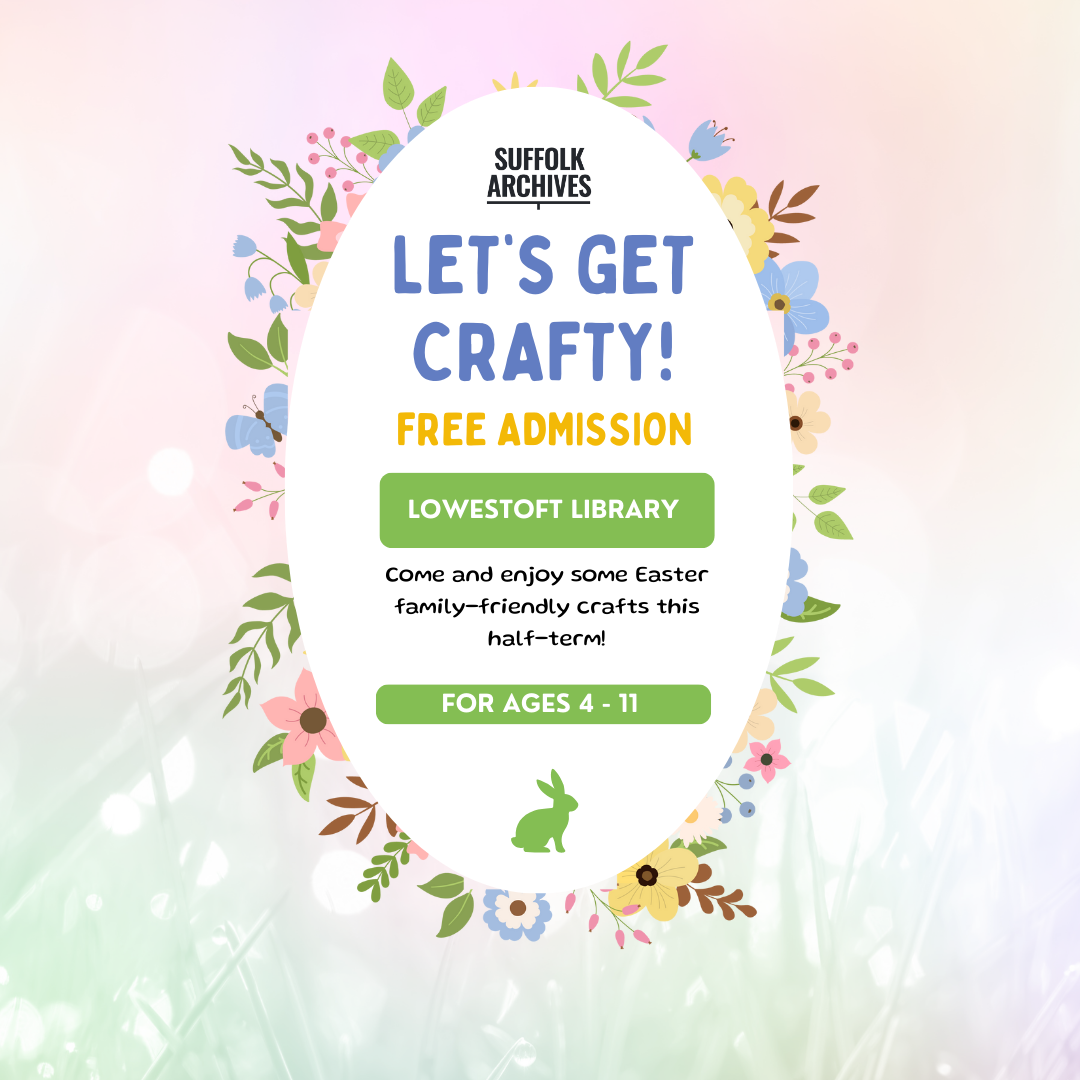 SUFFOLK
ARCHIVES
LET'S GET
CRAFTY!
FREE ADMISSION
LOWESTOFT LIBRARY
Come and enjoy some Easter
family-friendly crafts this
half-term!
FOR AGES 4 - 11